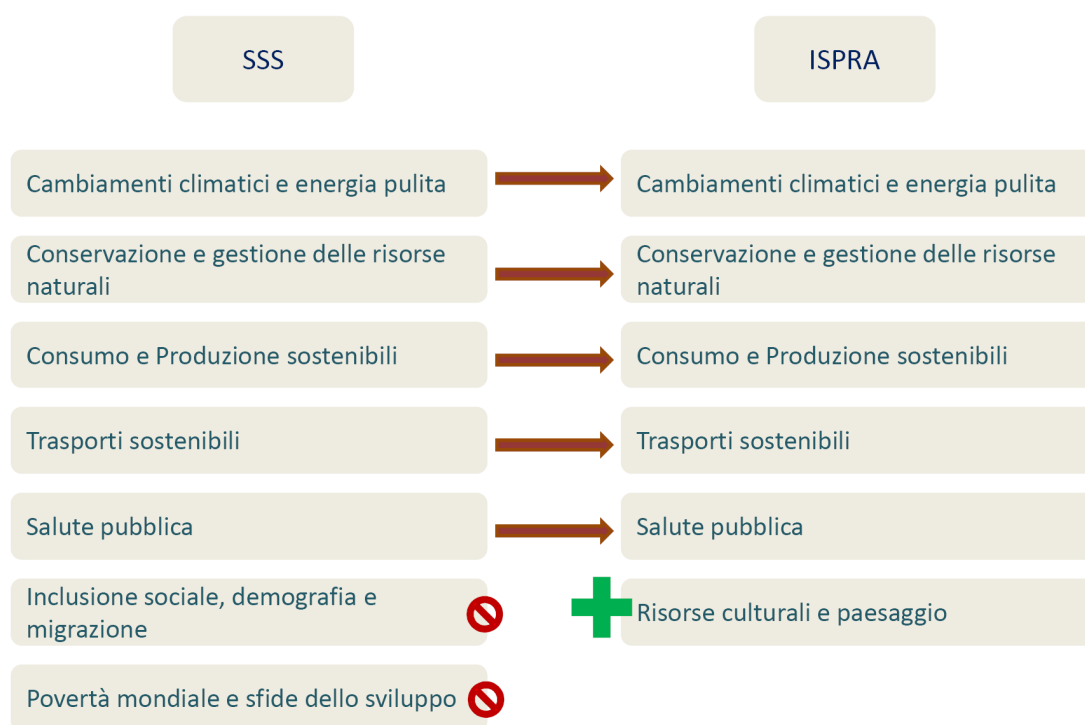 SSS
ISPRA
Cambiamenti climatici e energia pulita
Cambiamenti climatici e energia pulita
Conservazione e gestione delle risorse
naturali
Conservazione e gestione delle risorse
naturali
Consumo e Produzione sostenibili
Consumo e Produzione sostenibili
Trasporti sostenibili
Trasporti sostenibili
Salute pubblica
Salute pubblica
Inclusione sociale, demografia e
migrazione
Risorse culturali e paesaggio
Povertà mondiale e sfide dello sviluppo